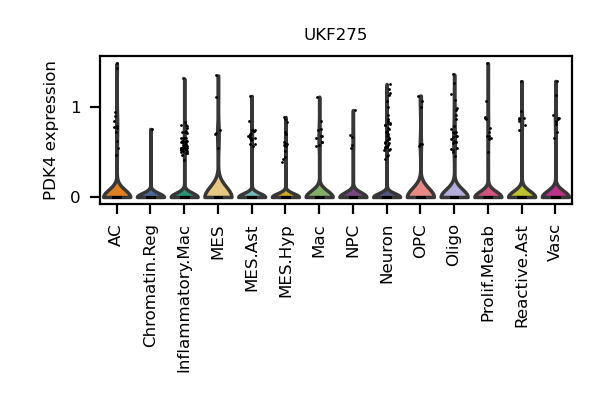 UKF275
PDK4 expression
1
0
AC
Chromatin.Reg
Inflammatory.Mac
MES
MES.Ast
MES.Hyp
Mac
NPC
Neuron
OPC
Oligo
Prolif.Metab
Reactive.Ast
Vasc